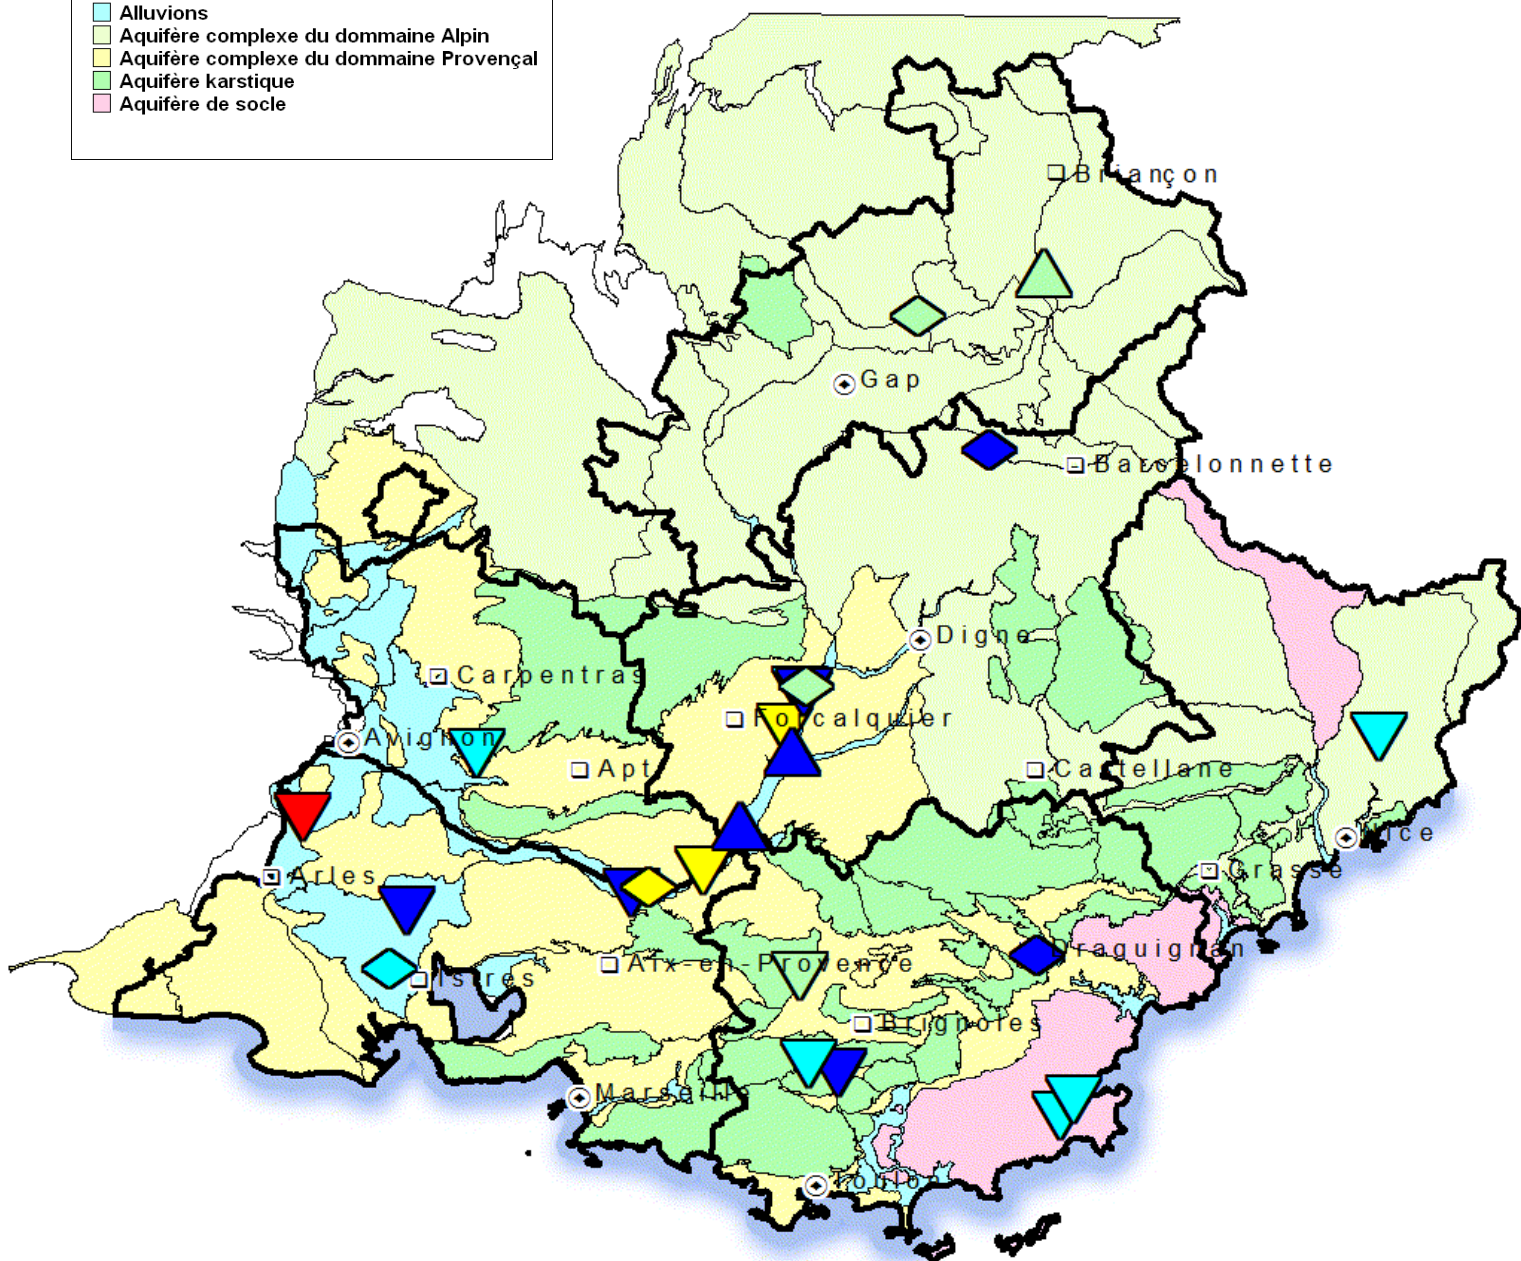 Alluvions
Aquifère complexe du dommaine Alpin
Aquifère complexe du dommaine Provençal
Aquifère karstique
Aquifère de socle
Briançon
Gap
Barcelonnette
Digne
Carpentras
Forcalquier
Avignon
Apt
Castellane
Nice
Grasse
Arles
Draguignan
Aix-en-Provence
Istres
Brignoles
Marseille
Toulon